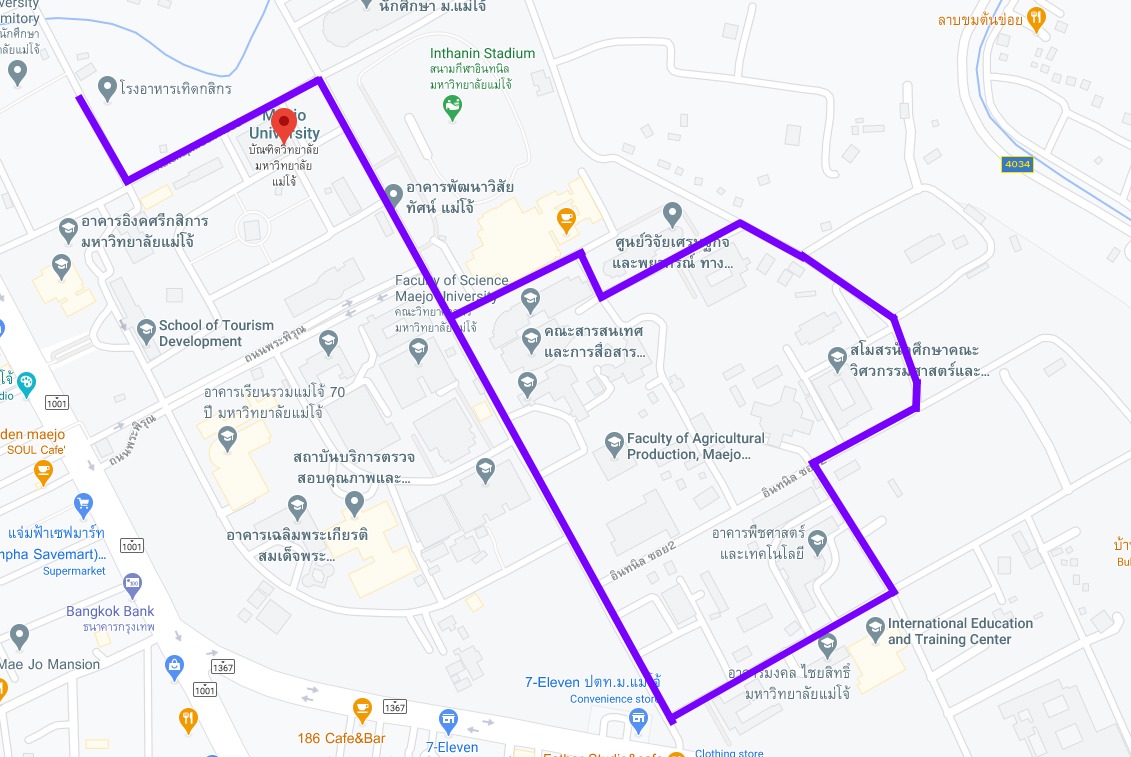 นักศึกษา ม.แม่โจ้
ลาบขมต้นข่อย
Inthanin Stadium
สนามกีฬาอินทนิล
มหาวิทยาลัยแม่โจ้
โรงอาหารเทิดกสิกร
University
บัณฑิตวิทยาลัย
มหาวิทยาลัย
แม่โจ้
4034
อาคารพัฒนาวิสัย
ทัศน์ แม่โจ้
อาคารอิงคศรีกสิการ
มหาวิทยาลัยแม่โจ้
ศูนย์วิจัยเศรษฐกิจ
และพยากรณ์ ทาง...
Faculty of Science
Maejo University
คณะวิทยาศาสตร์
มหาวิทยาลัยแม่โจ้
School of Tourism
Development
ถนนพระพิรุณ
คณะสารสนเทศ
และการสื่อสาร...
สโมสรนักศึกษาคณะ
วิศวกรรมศาสตร์และ...
1001
อาคารเรียนรวมแม่โจ้ 70
ปี มหาวิทยาลัยแม่โจ้
ถนนพระพิรุณ
den maejo
SOUL Cafe'
Faculty of Agricultural
Production, Maejo...
สถาบันบริการตรวจ
สอบคุณภาพและ...
อินทนิล ซอย2
แจ่มฟ้าเซฟมาร์ท
mpha Savemart)...
Supermarket
1001
อาคารเฉลิมพระเกียรติ
สมเด็จพระ...
อาคารพืชศาสตร์
และเทคโนโลยี
อินทนิล ซอย2
Bangkok Bank
ธนาคารกรุงเทพ
International Education
and Training Center
Mae Jo Mansion
1367
1001
อาคารมงคล ไชยสิทธิ์
มหาวิทยาลัยแม่โจ้
7-Eleven ปตท.ม.แม่โจ้
Convenience store
1367
186 Cafe&Bar
7-Eleven
Clothing store